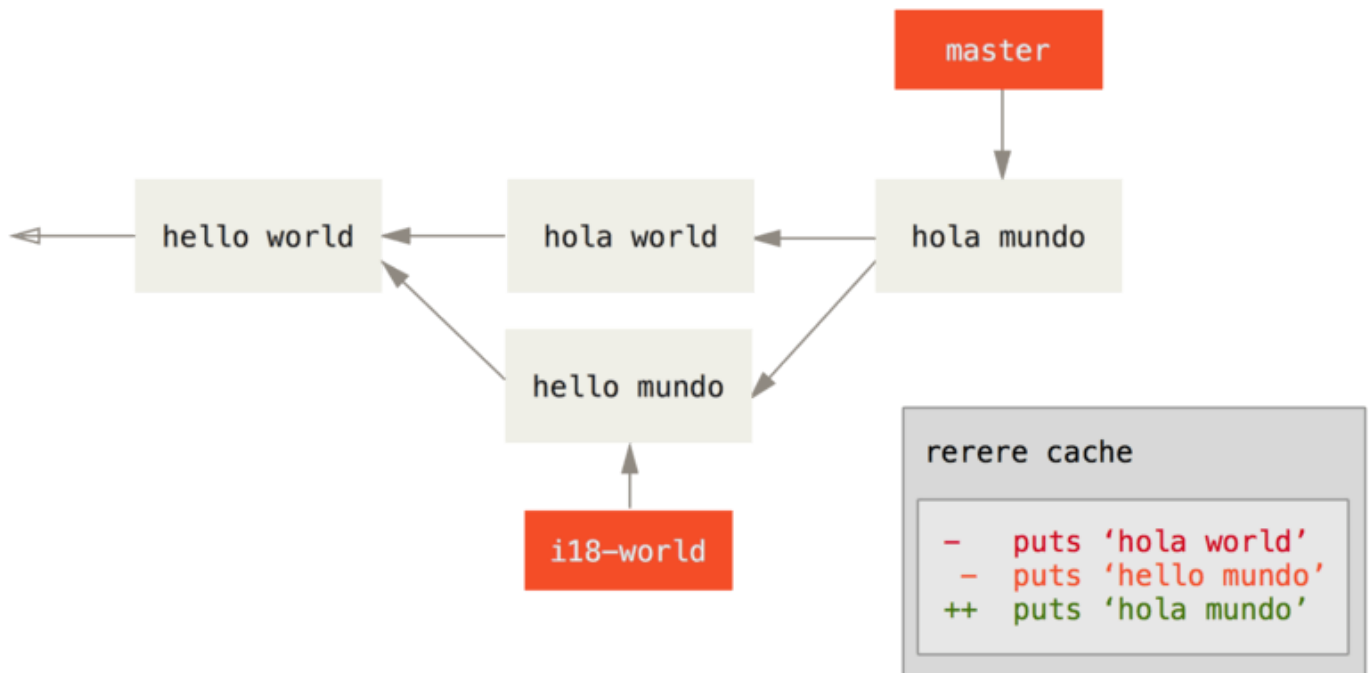 master
hello world
hola world
hola mundo
hello mundo
i18-world
rerere cache
-   puts ‘hola world’
 -  puts ‘hello mundo’
++  puts ‘hola mundo’